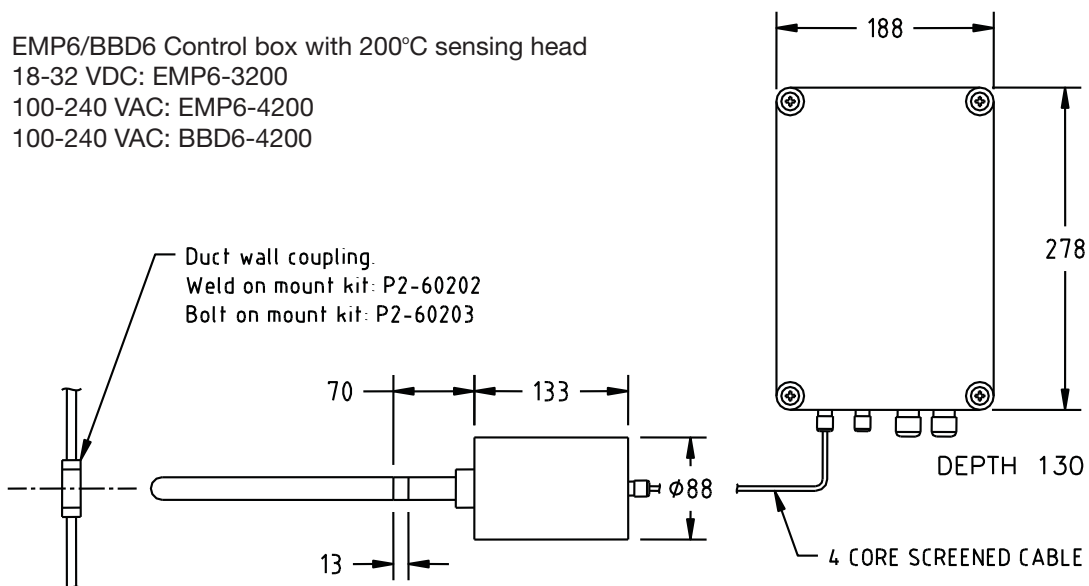 EMP6/BBD6 Control box with 200°C sensing head
18-32 VDC: EMP6-3200
100-240 VAC: EMP6-4200
100-240 VAC: BBD6-4200
188
278
Duct wall coupling.
Weld on mount kit: P2-60202
Bolt on mount kit: P2-60203
70
133
DEPTH 130
Ø88
13
4 CORE SCREENED CABLE